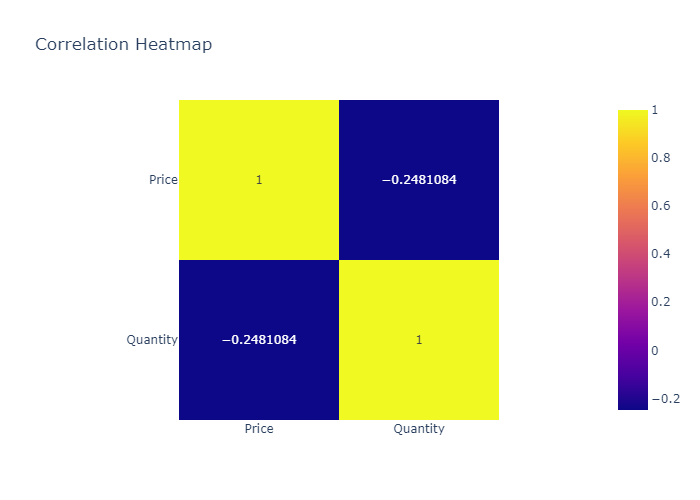 Correlation Heatmap
1
0.8
0.6
0.4
0.2
0
−0.2
Price
1
−0.2481084
Quantity
−0.2481084
1
Price
Quantity